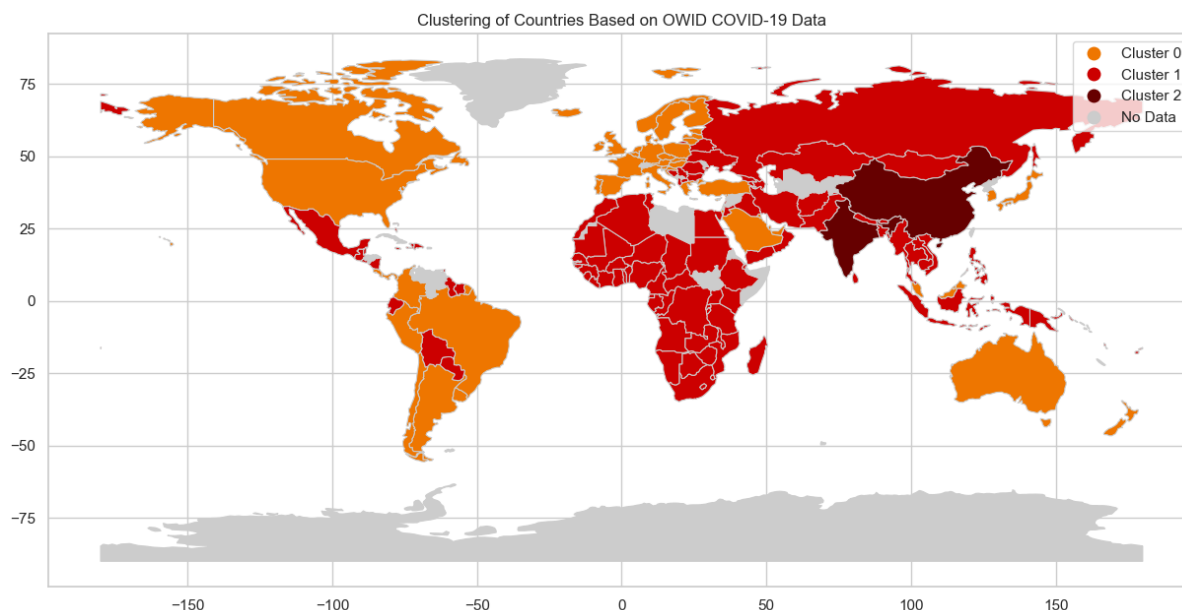 Clustering of Countries Based on OWID COVID-19 Data
Cluster 0
Cluster 1
Cluster 2
No Data
75
50
25
0
−25
−50
−75
−150
−100
−50
0
50
100
150